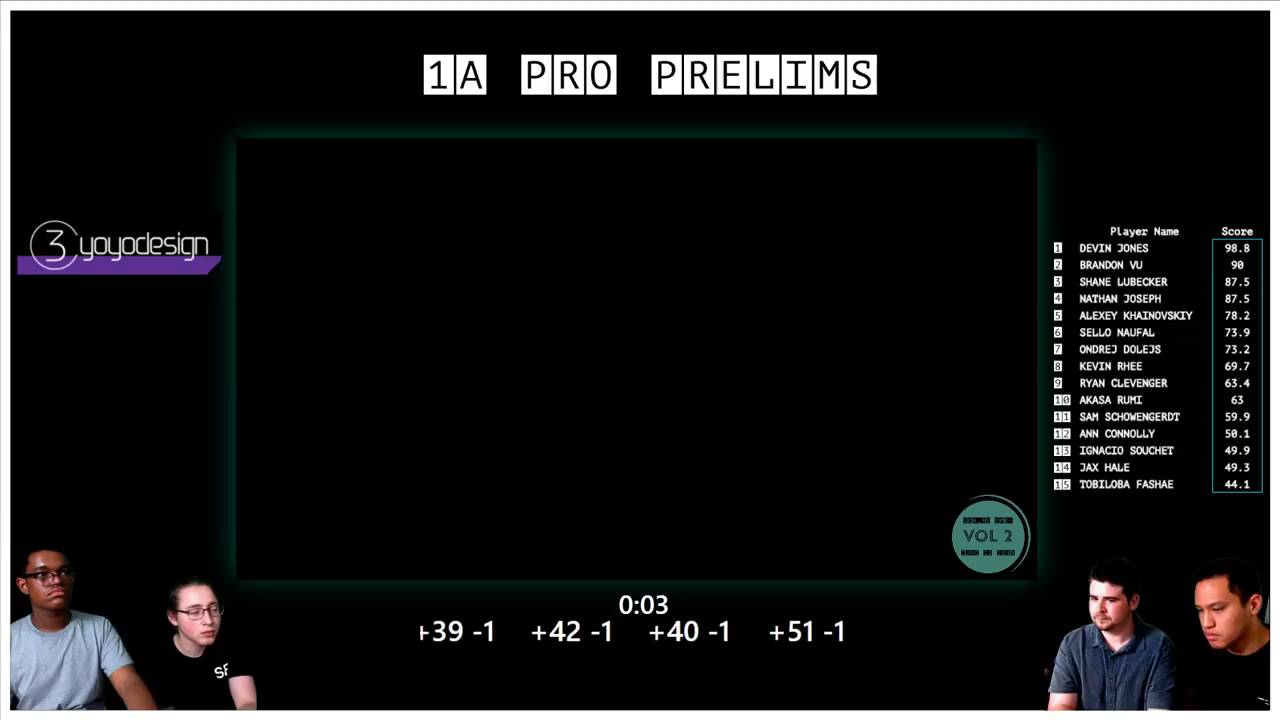 1A PRO PRELIMS
3 yoyodesign
Player Name Score
1 DEVIN JONES 98.8
2 BRANDON VU 90
3 SHANE LUBECKER 87.5
4 NATHAN JOSEPH 87.5
5 ALEXEY KHAINOVSKIY 78.2
6 SELLO NAUFAL 73.9
7 ONDREJ DOLEJS 73.2
8 KEVIN RHEE 69.7
9 RYAN CLEVENGER 63.4
10 AKASA RUMI 63
11 SAM SCHOWENGERDT 59.9
12 ANN CONNOLLY 50.1
13 IGNACIO SOUCHET 49.9
14 JAX HALE 49.3
15 TOBILOBA FASHAE 44.1
VOL 2
0:03
+39 -1 +42 -1 +40 -1 +51 -1